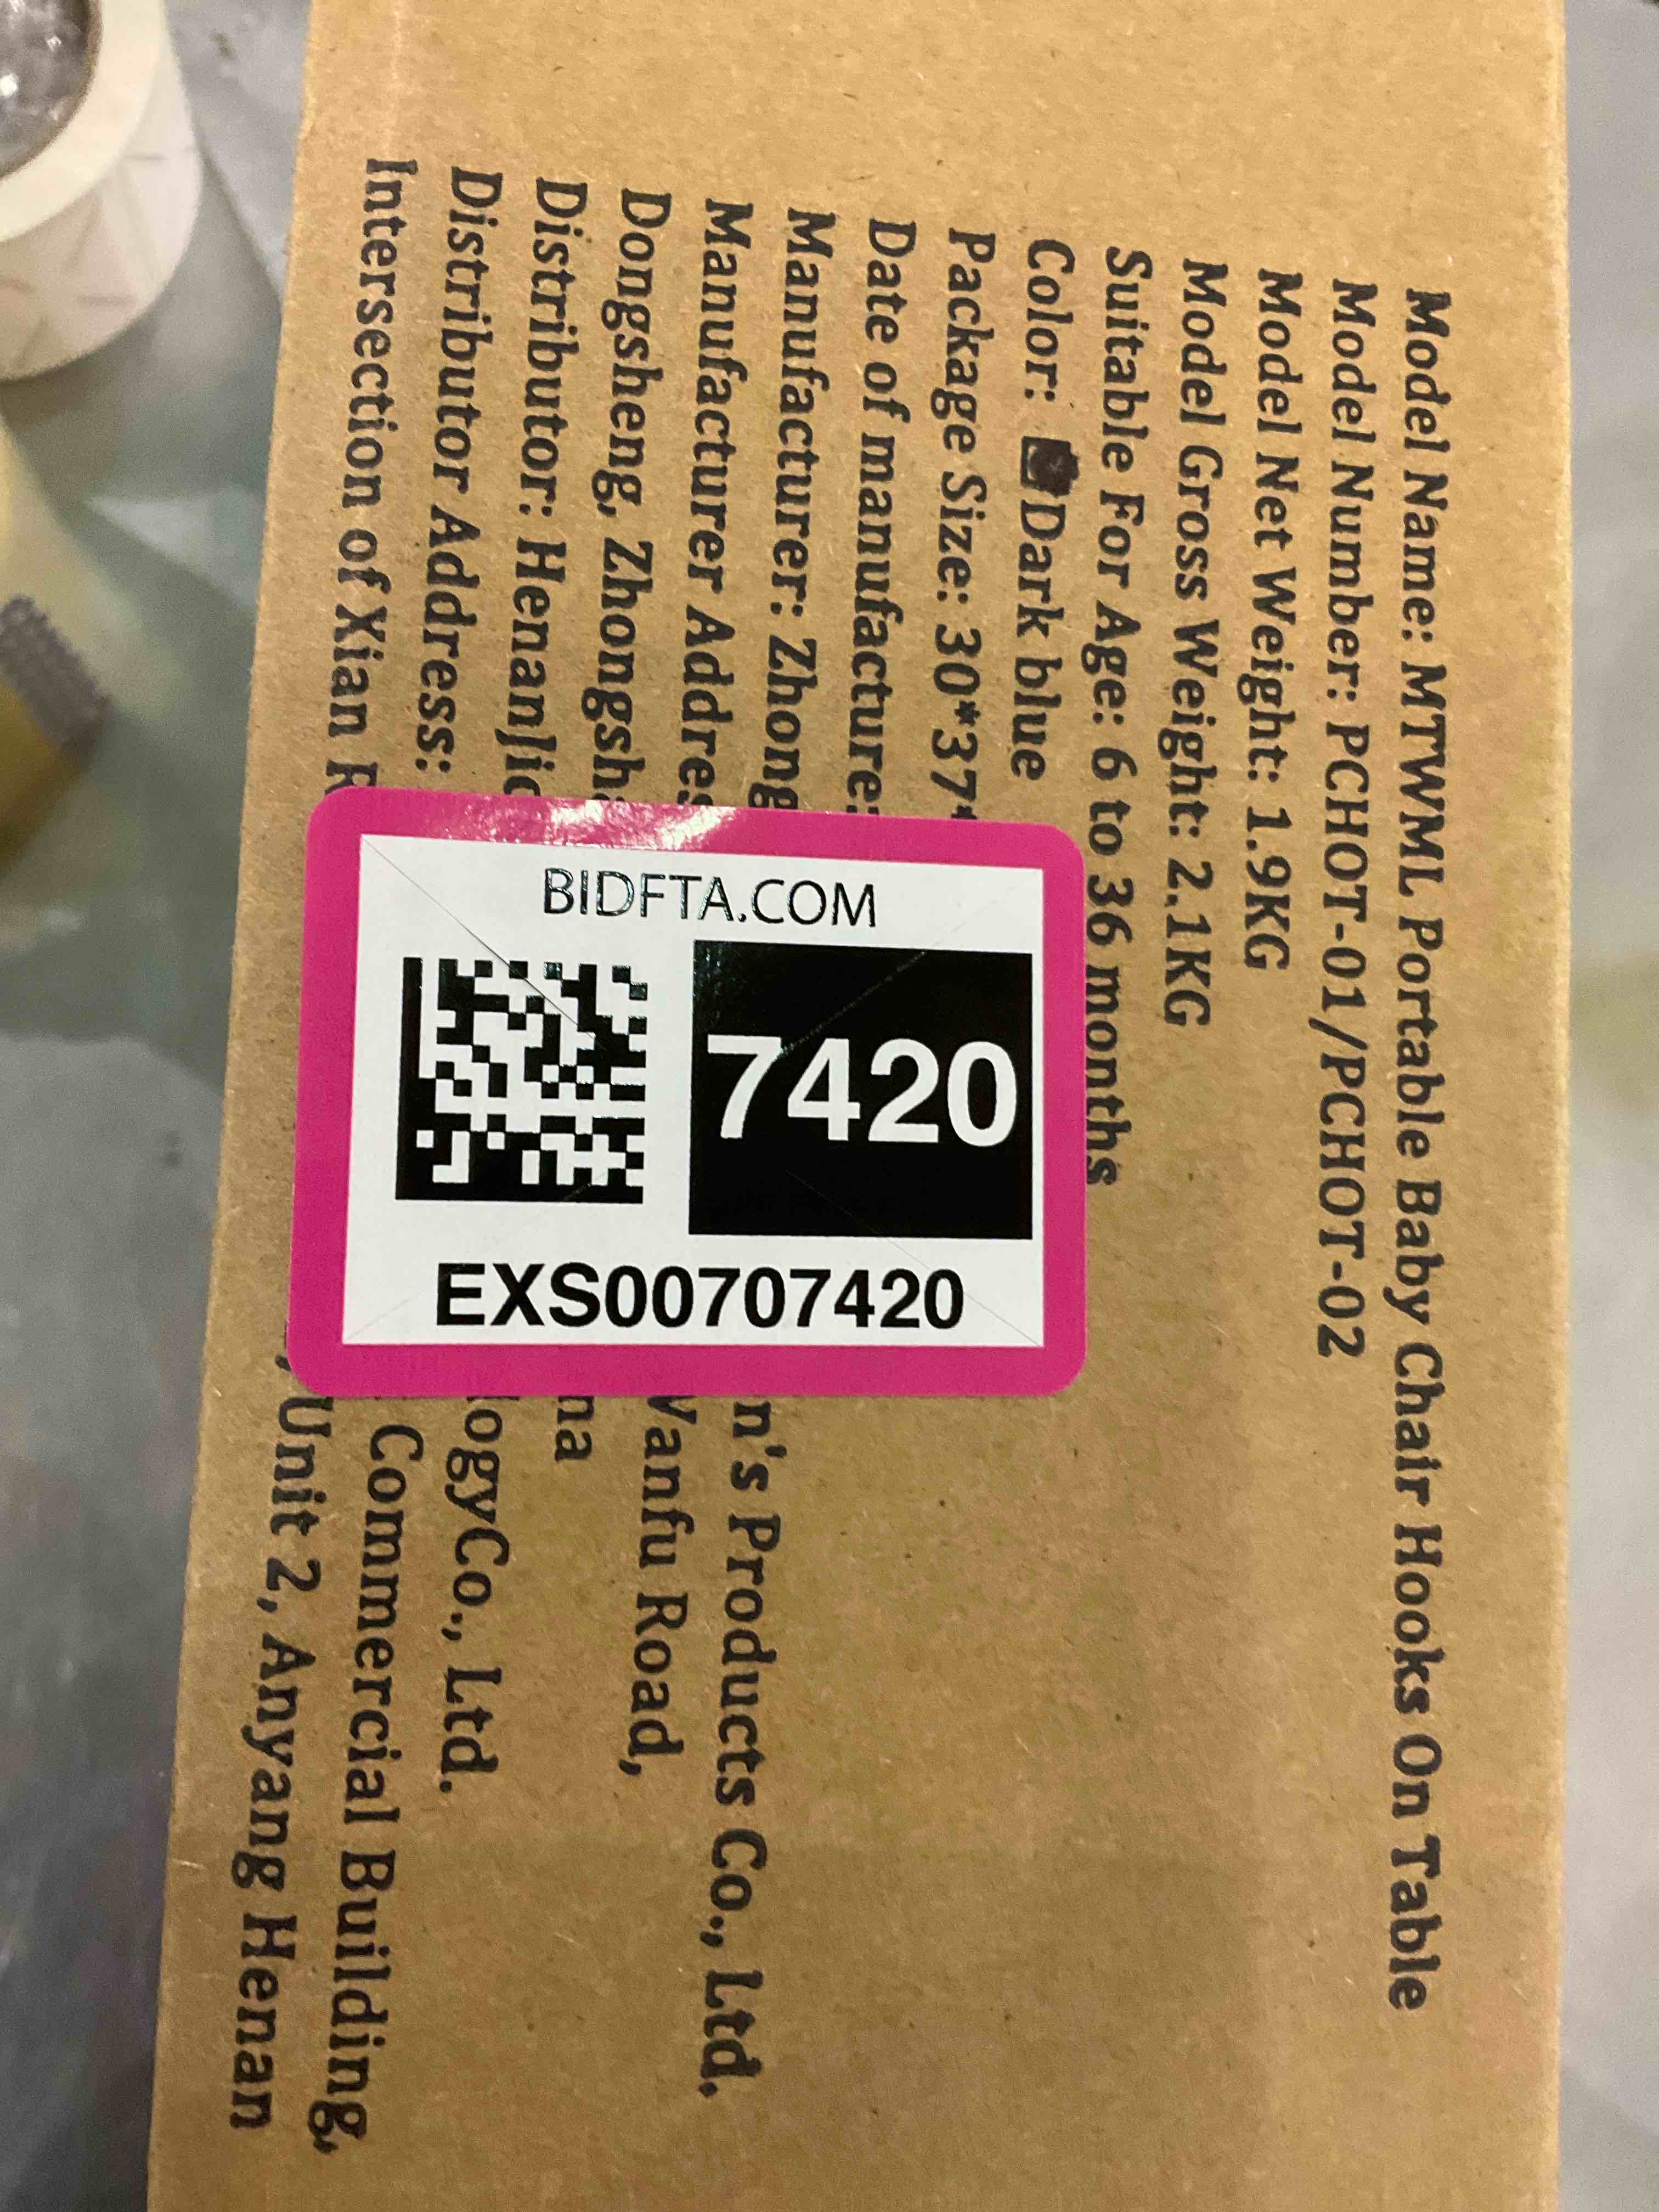 Model Name: MTWML Portable Baby Chair Hooks On Table
Model Number: PCHOT-01/PCHOT-02
Model Net Weight: 1.9KG
Model Gross Weight: 2.1KG
Suitable For Age: 6 to 36 months
Color: Dark blue
Package Size: 30*37*
Date of manufacture:
Manufacturer: Zhong n's Products Co., Ltd.
Manufacturer Addres Wanfu Road,
Dongsheng, Zhongsh na
Distributor: HenanJic logyCo., Ltd.
Distributor Address: Commercial Building,
Intersection of Xian R , Unit 2, Anyang Henan
BIDFTA.COM
7420
EXS00707420